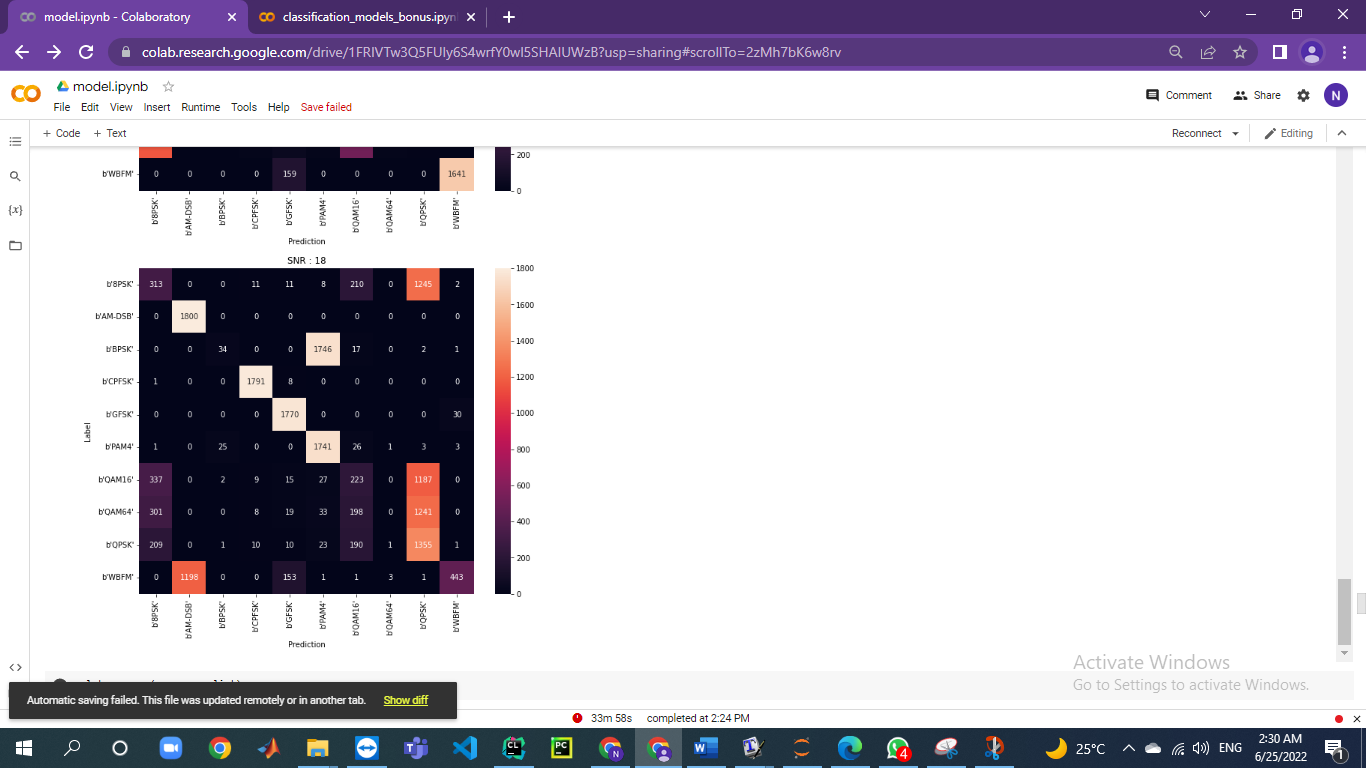 model.ipynb - Colaboratory
classification_models_bonus.ipyn
colab.research.google.com/drive/1FRIVTw3Q5FUIy6S4wrfY0wI5SHAIUWzB?usp=sharing#scrollTo=2zMh7bK6w8rv
model.ipynb
File Edit View Insert Runtime Tools Help Save failed
Comment Share N
+ Code + Text
Reconnect Editing
200
b'WBFM' 0 0 0 0 159 0 0 0 0 1641
0
b'8PSK' b'AM-DSB' b'BPSK' b'CPFSK' b'GFSK' b'PAM4' b'QAM16' b'QAM64' b'QPSK' b'WBFM'
Prediction
SNR : 18
b'8PSK' 313 0 0 11 11 8 210 0 1245 2
b'AM-DSB' 0 1800 0 0 0 0 0 0 0 0
b'BPSK' 0 0 34 0 0 1746 17 0 2 1
b'CPFSK' 1 0 0 1791 8 0 0 0 0 0
b'GFSK' 0 0 0 0 1770 0 0 0 0 30
b'PAM4' 1 0 25 0 0 1741 26 1 3 3
b'QAM16' 337 0 2 9 15 27 223 0 1187 0
b'QAM64' 301 0 0 8 19 33 198 0 1241 0
b'QPSK' 209 0 1 10 10 23 190 1 1355 1
b'WBFM' 0 1198 0 0 153 1 1 3 1 443
Label
1800
1600
1400
1200
1000
800
600
400
200
0
b'8PSK' b'AM-DSB' b'BPSK' b'CPFSK' b'GFSK' b'PAM4' b'QAM16' b'QAM64' b'QPSK' b'WBFM'
Prediction
Activate Windows
Go to Settings to activate Windows.
Automatic saving failed. This file was updated remotely or in another tab. Show diff
33m 58s completed at 2:24 PM
25°C ENG 2:30 AM
6/25/2022